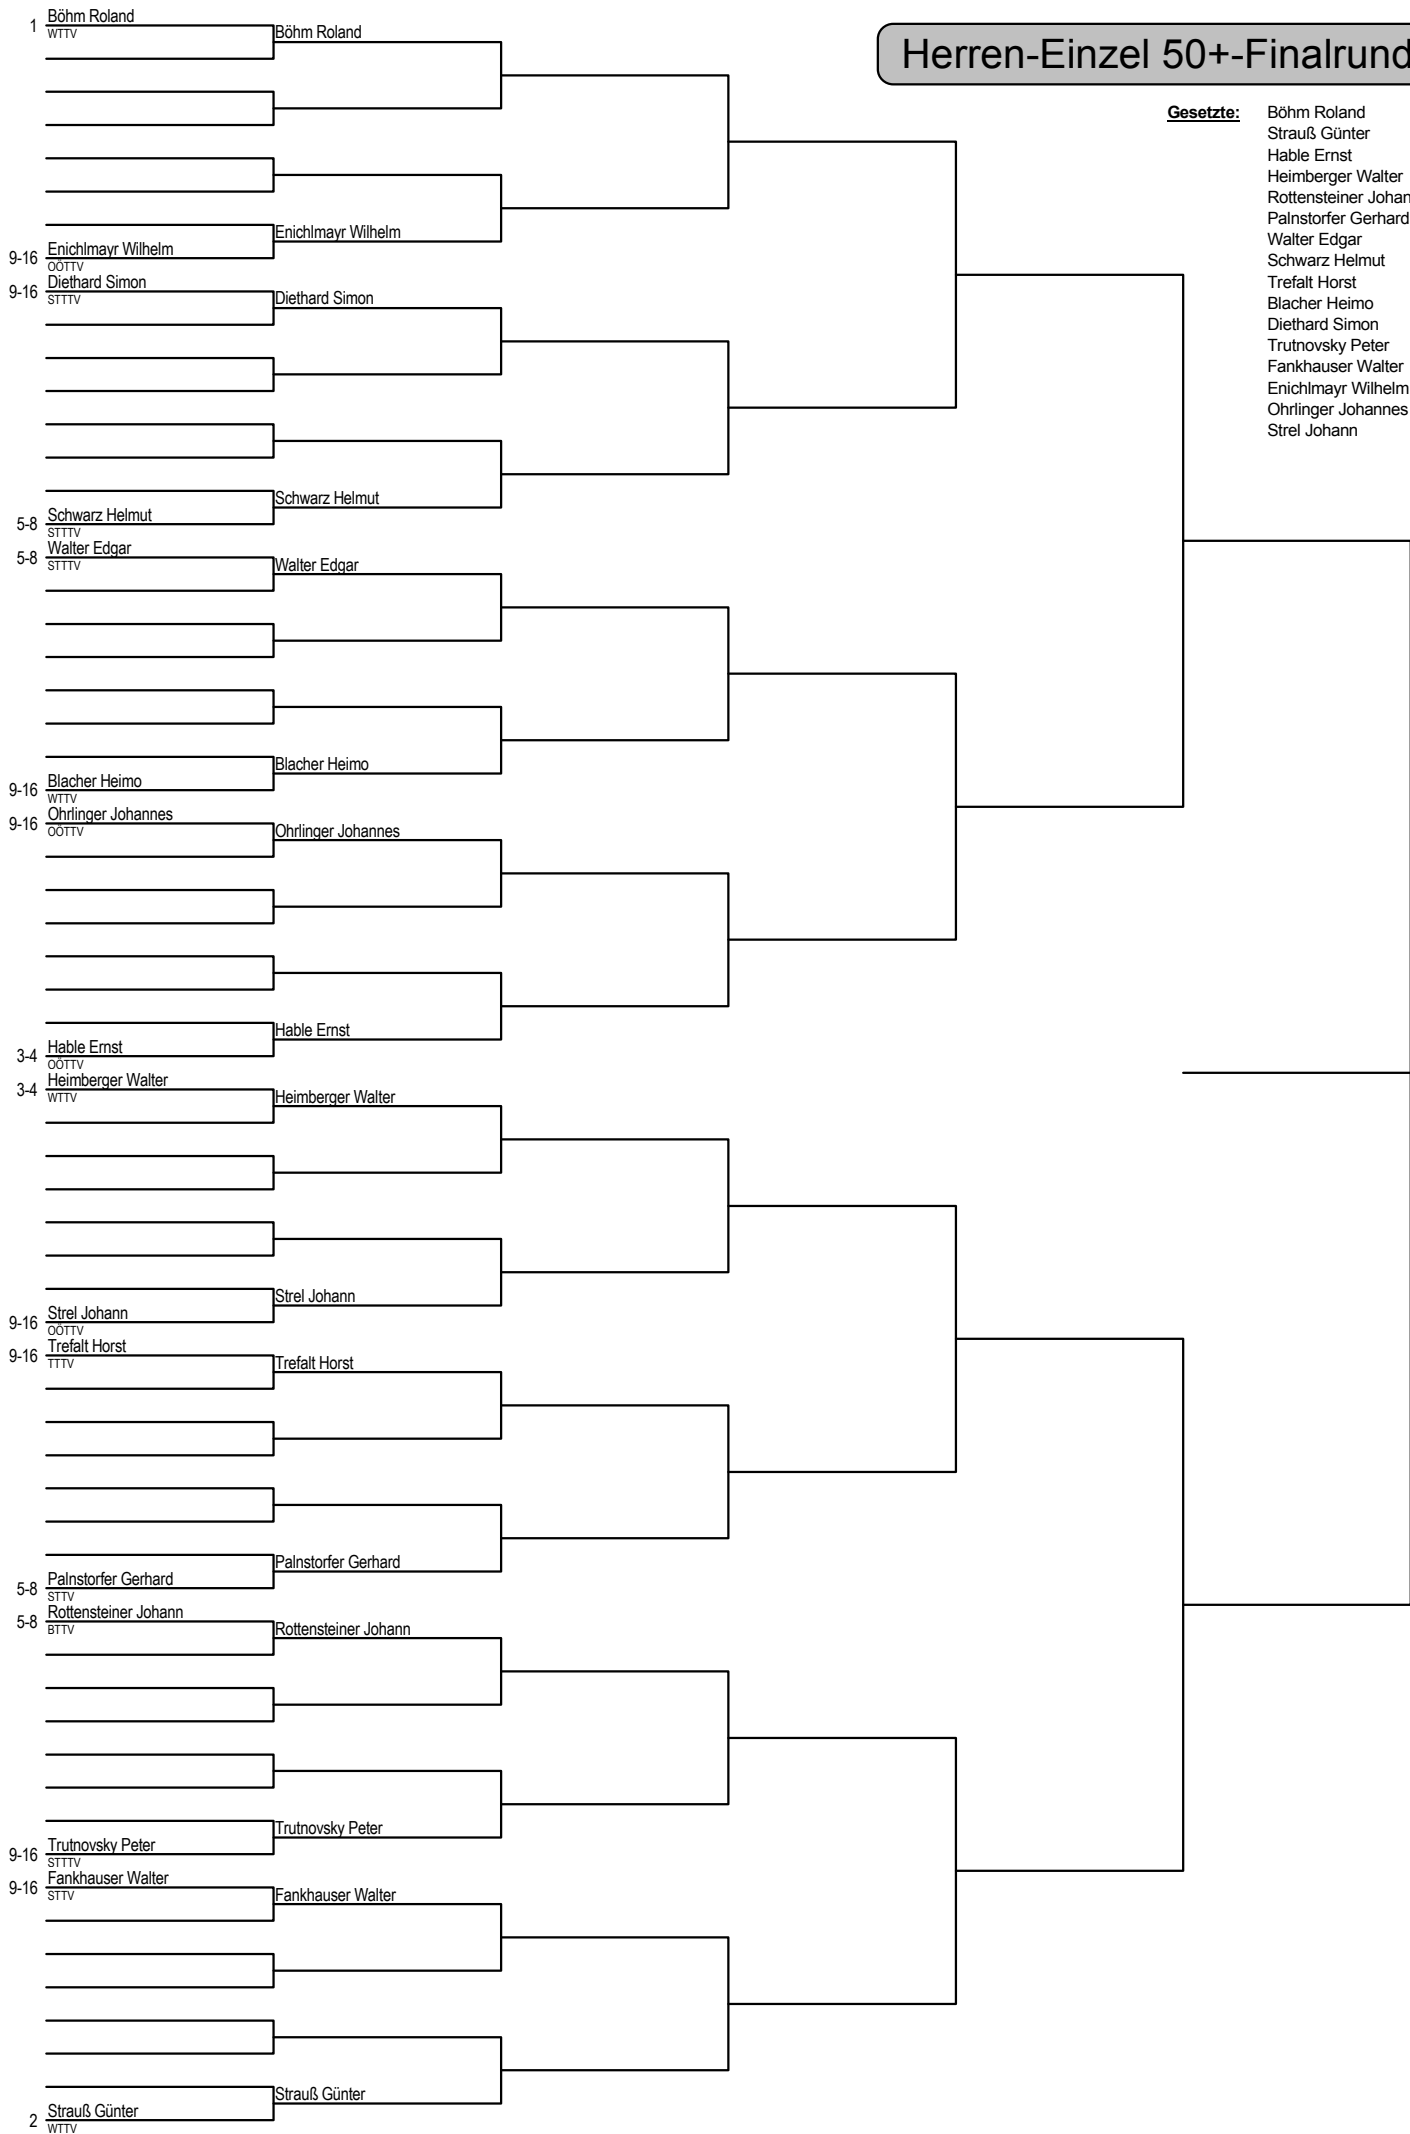 Herren-Einzel 50+-Finalrund
Gesetzte: Böhm Roland
Strauß Günter
Hable Ernst
Heimberger Walter
Rottensteiner Johan
Palnstorfer Gerhard
Walter Edgar
Schwarz Helmut
Trefalt Horst
Blacher Heimo
Diethard Simon
Trutnovsky Peter
Fankhauser Walter
Enichlmayr Wilhelm
Ohrlinger Johannes
Strel Johann
1 Böhm Roland
WTTV
Böhm Roland
Enichlmayr Wilhelm
9-16 Enichlmayr Wilhelm
OÖTTV
9-16 Diethard Simon
STTTV
Diethard Simon
Schwarz Helmut
5-8 Schwarz Helmut
STTTV
5-8 Walter Edgar
STTTV
Walter Edgar
Blacher Heimo
9-16 Blacher Heimo
WTTV
9-16 Ohrlinger Johannes
OÖTTV
Ohrlinger Johannes
Hable Ernst
3-4 Hable Ernst
OÖTTV
3-4 Heimberger Walter
WTTV
Heimberger Walter
Strel Johann
9-16 Strel Johann
OÖTTV
9-16 Trefalt Horst
TTTV
Trefalt Horst
Palnstorfer Gerhard
5-8 Palnstorfer Gerhard
STTV
5-8 Rottensteiner Johann
BTTV
Rottensteiner Johann
Trutnovsky Peter
9-16 Trutnovsky Peter
STTTV
9-16 Fankhauser Walter
STTV
Fankhauser Walter
Strauß Günter
2 Strauß Günter
WTTV